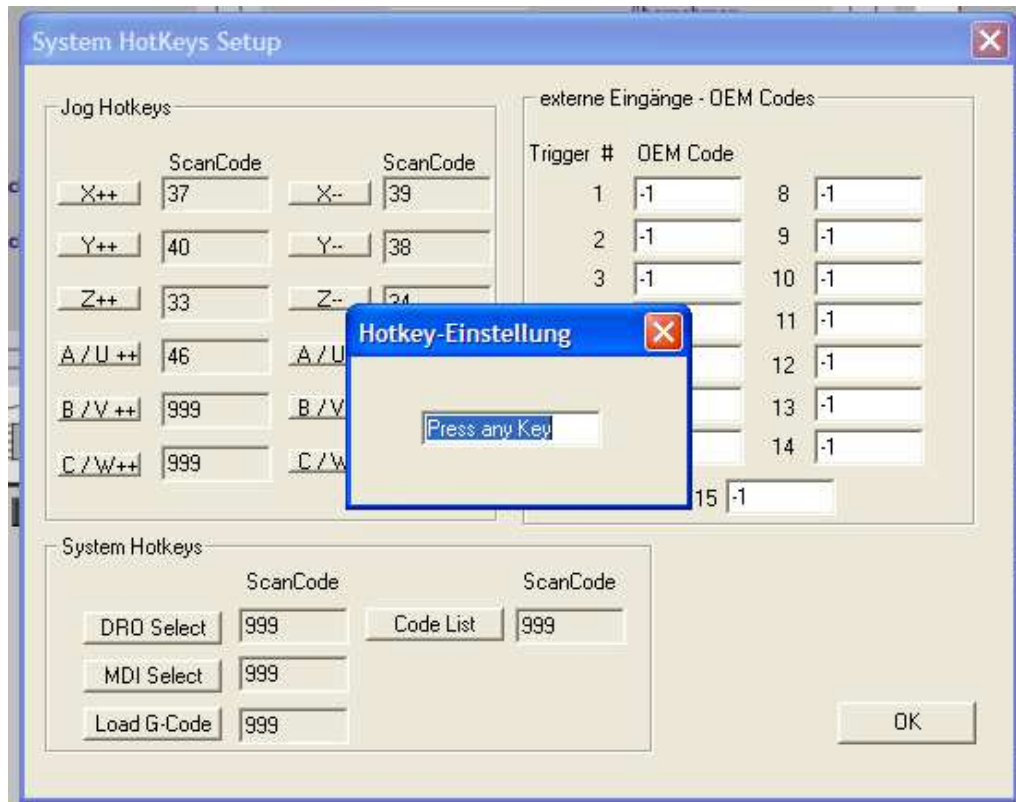 System HotKeys Setup
Jog Hotkeys
ScanCode ScanCode
X++ 37 X-- 39
Y++ 40 Y-- 38
Z++ 33 Z-- 34
A / U ++ 46 A / U
B / V ++ 999 B / V
C / W++ 999 C / W
externe Eingänge - OEM Codes
Trigger # OEM Code
1 -1 8 -1
2 -1 9 -1
3 -1 10 -1
11 -1
12 -1
13 -1
14 -1
15 -1
Hotkey-Einstellung
Press any Key
System Hotkeys
ScanCode ScanCode
DRO Select 999 Code List 999
MDI Select 999
Load G-Code 999
OK